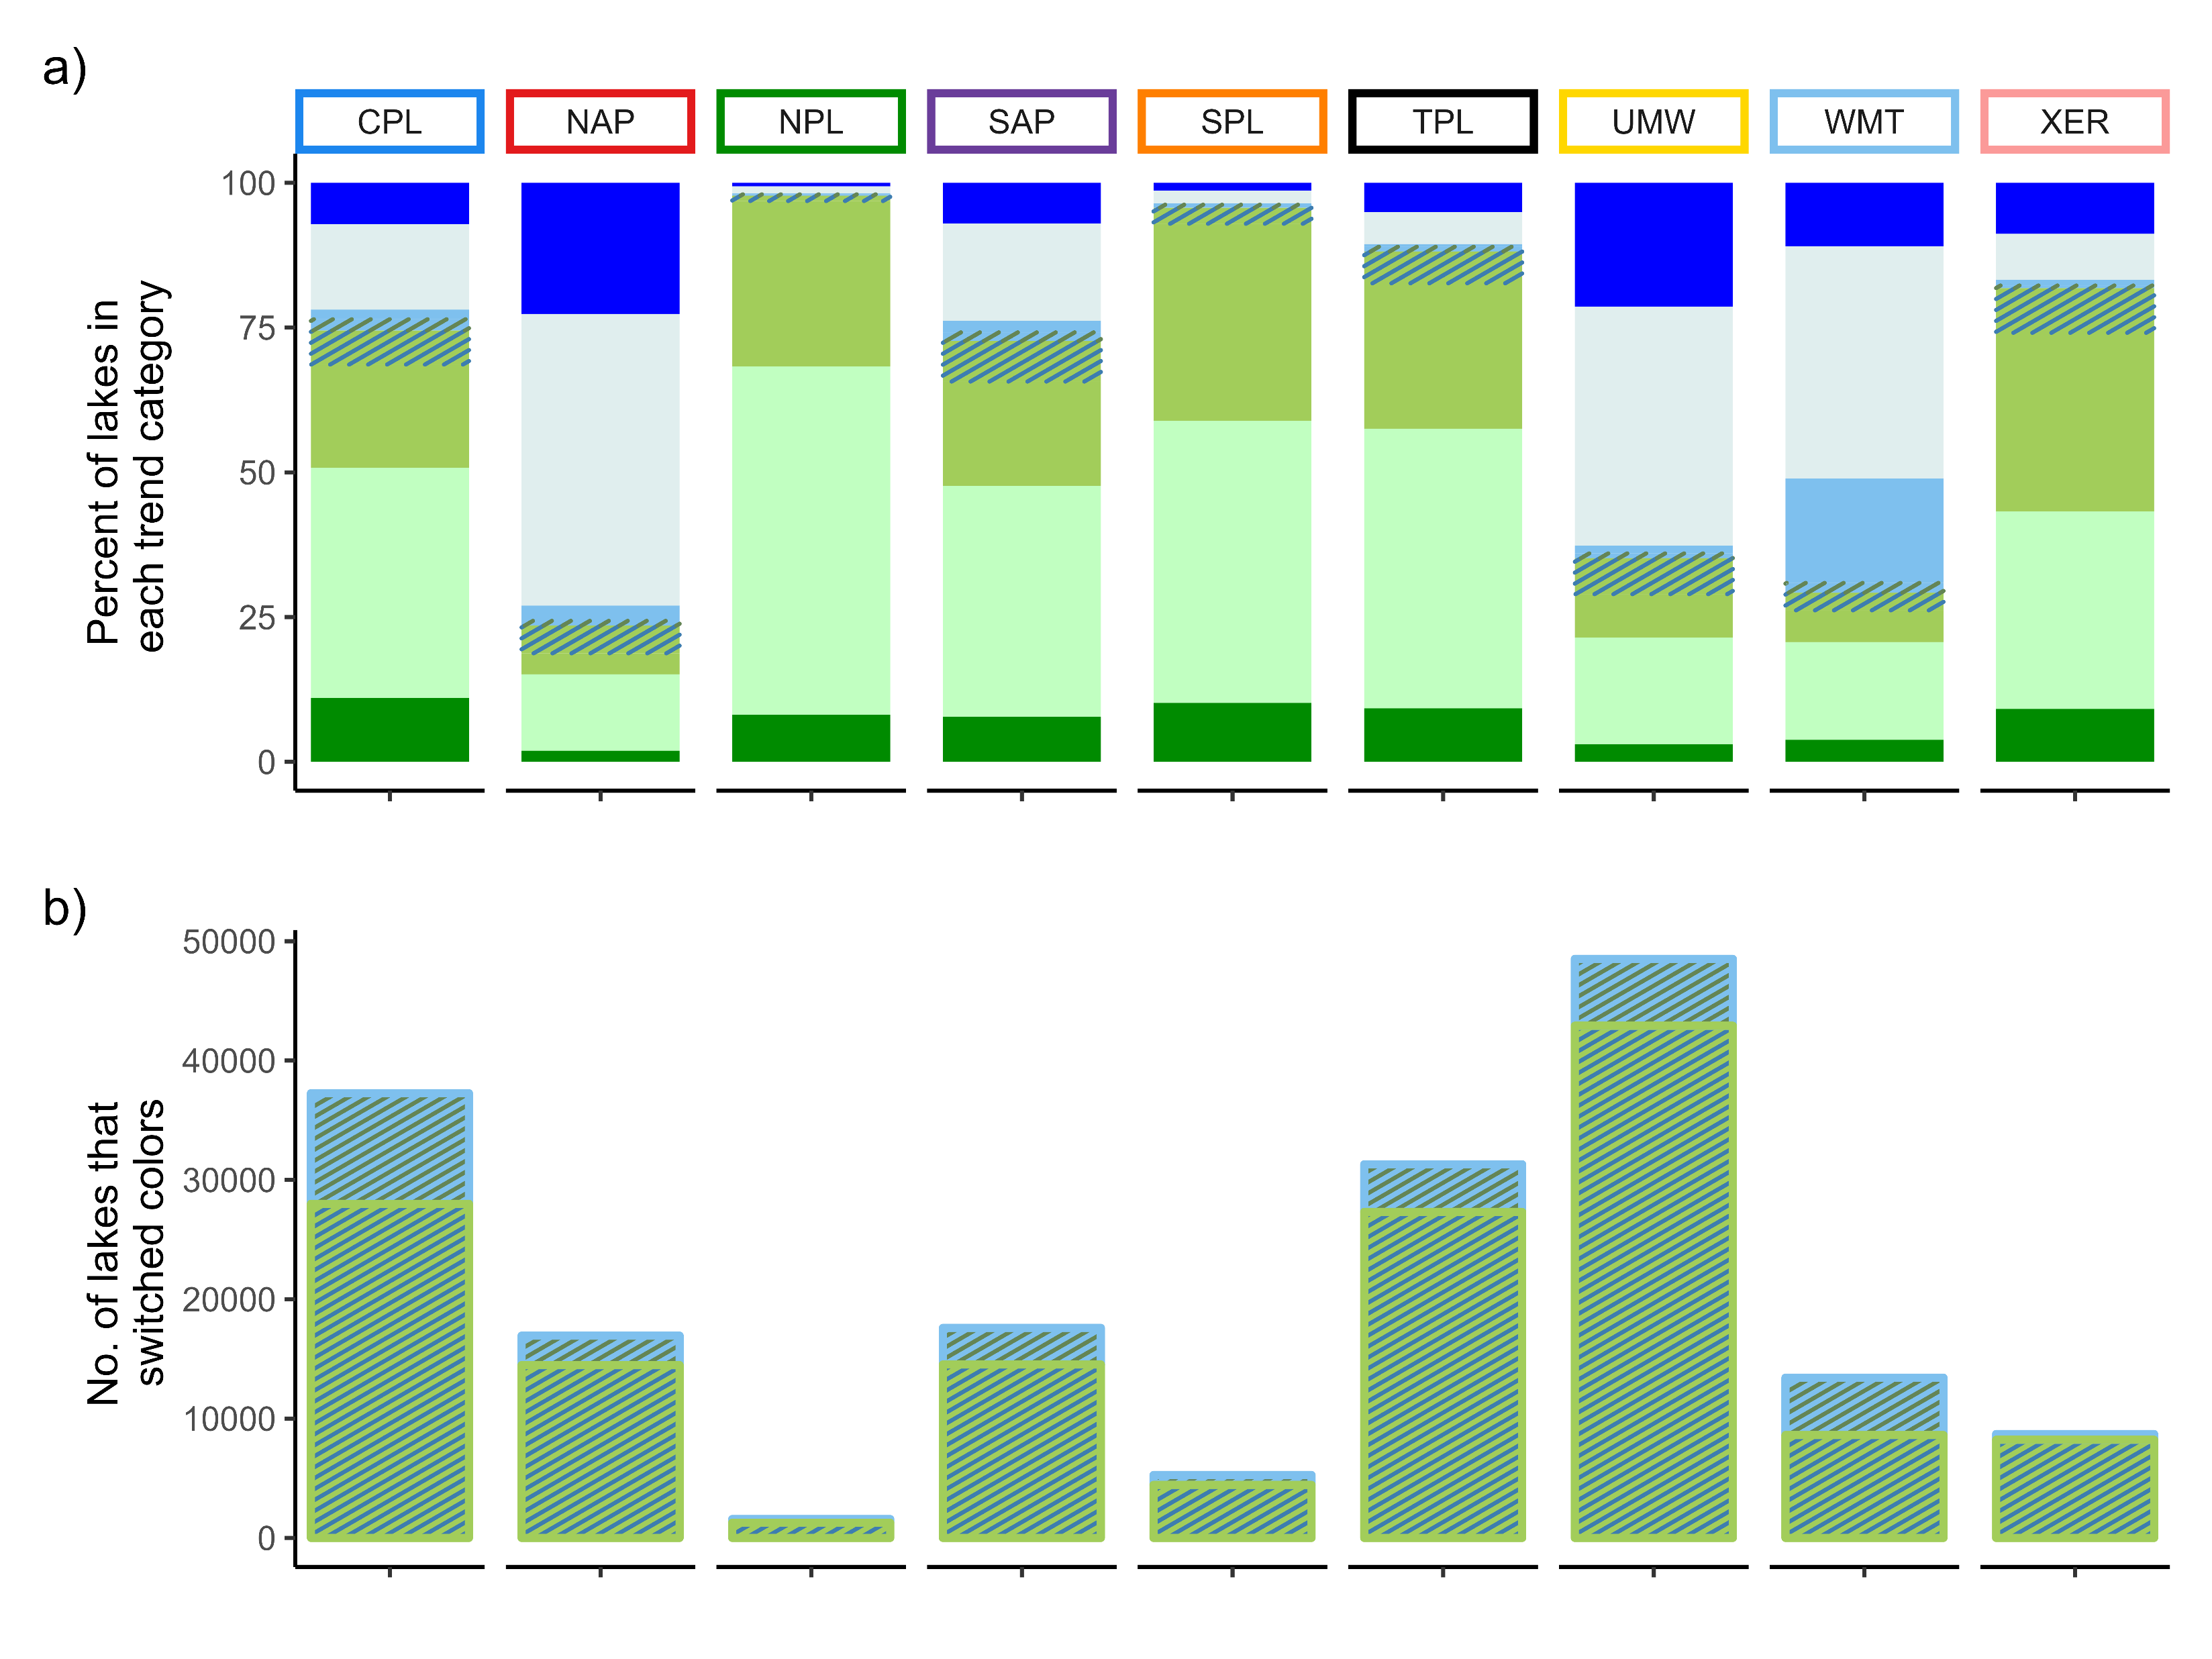 a)
CPL NAP NPL SAP SPL TPL UMW WMT XER
Percent of lakes in
each trend category
100
75
50
25
0
b)
No. of lakes that
switched colors
50000
40000
30000
20000
10000
0